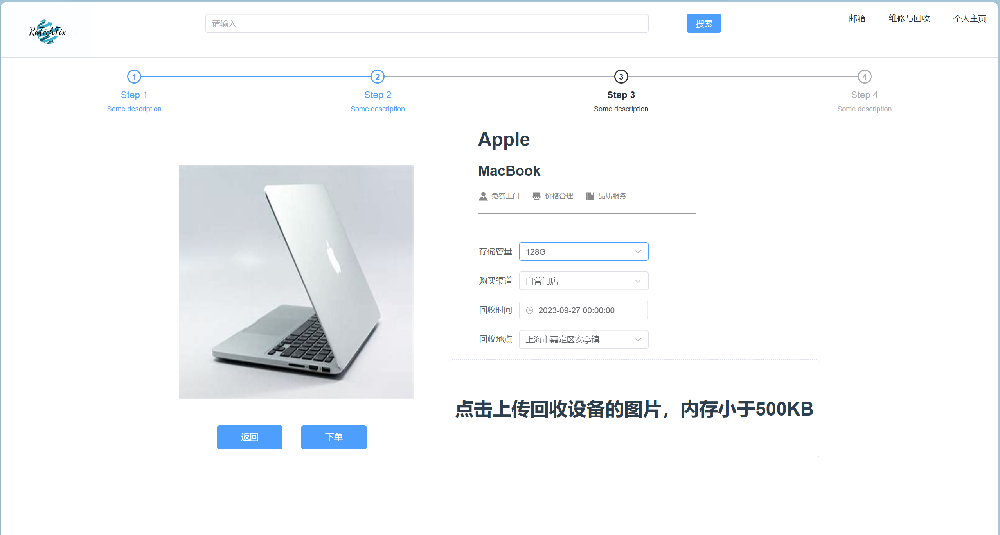 ReTechFix
请输入
搜索
邮箱
维修与回收
个人主页
1
2
3
4
Step 1
Step 2
Step 3
Step 4
Some description
Some description
Some description
Some description
Apple
MacBook
免费上门
价格合理
品质服务
存储容量 128G
购买渠道 自营门店
回收时间 2023-09-27 00:00:00
回收地点 上海市嘉定区安亭镇
点击上传回收设备的图片，内存小于500KB
返回
下单